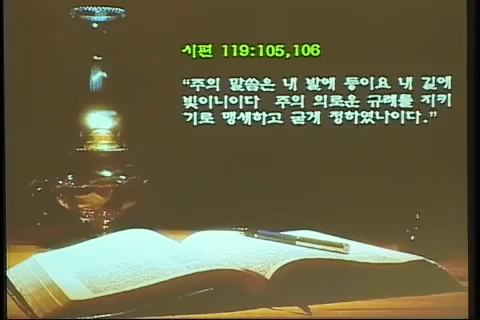 시편 119:105,106
“주의 말씀은 내 발에 등이요 내 길에
빛이니이다 주의 의로운 규례를 지키
기로 맹세하고 굳게 정하였나이다.”